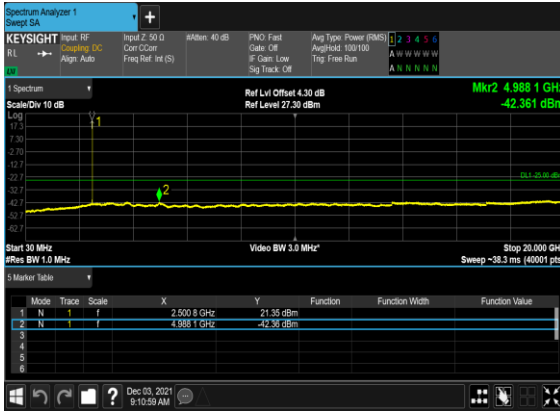 Spectrum Analyzer 1
Swept SA
+
KEYSIGHT Input: RF Input Z: 50 Ω #Atten: 40 dB PNO: Fast Avg Type: Power (RMS) 1 2 3 4 5 6
RL Coupling: DC Corr CCorr Gate: Off Avg|Hold: 100/100 A W W W W W
Align: Auto Freq Ref: Int (S) IF Gain: Low Trig: Free Run
Sig Track: Off A N N N N N
1 Spectrum
Scale/Div 10 dB
Ref Lvl Offset 4.30 dB
Ref Level 27.30 dBm
Mkr2 4.988 1 GHz
-42.361 dBm
Log
17.3
7.30
-2.70
-12.7
-22.7
-32.7
-42.7
-52.7
-62.7
1
2
DL1 -25.00 dBm
Start 30 MHz Video BW 3.0 MHz* Stop 20.000 GHz
#Res BW 1.0 MHz Sweep ~38.3 ms (40001 pts)
5 Marker Table
Mode Trace Scale X Y Function Function Width Function Value
1 N 1 f 2.500 8 GHz 21.35 dBm
2 N 1 f 4.988 1 GHz -42.36 dBm
3
4
5
6
? Dec 03, 2021
9:10:59 AM